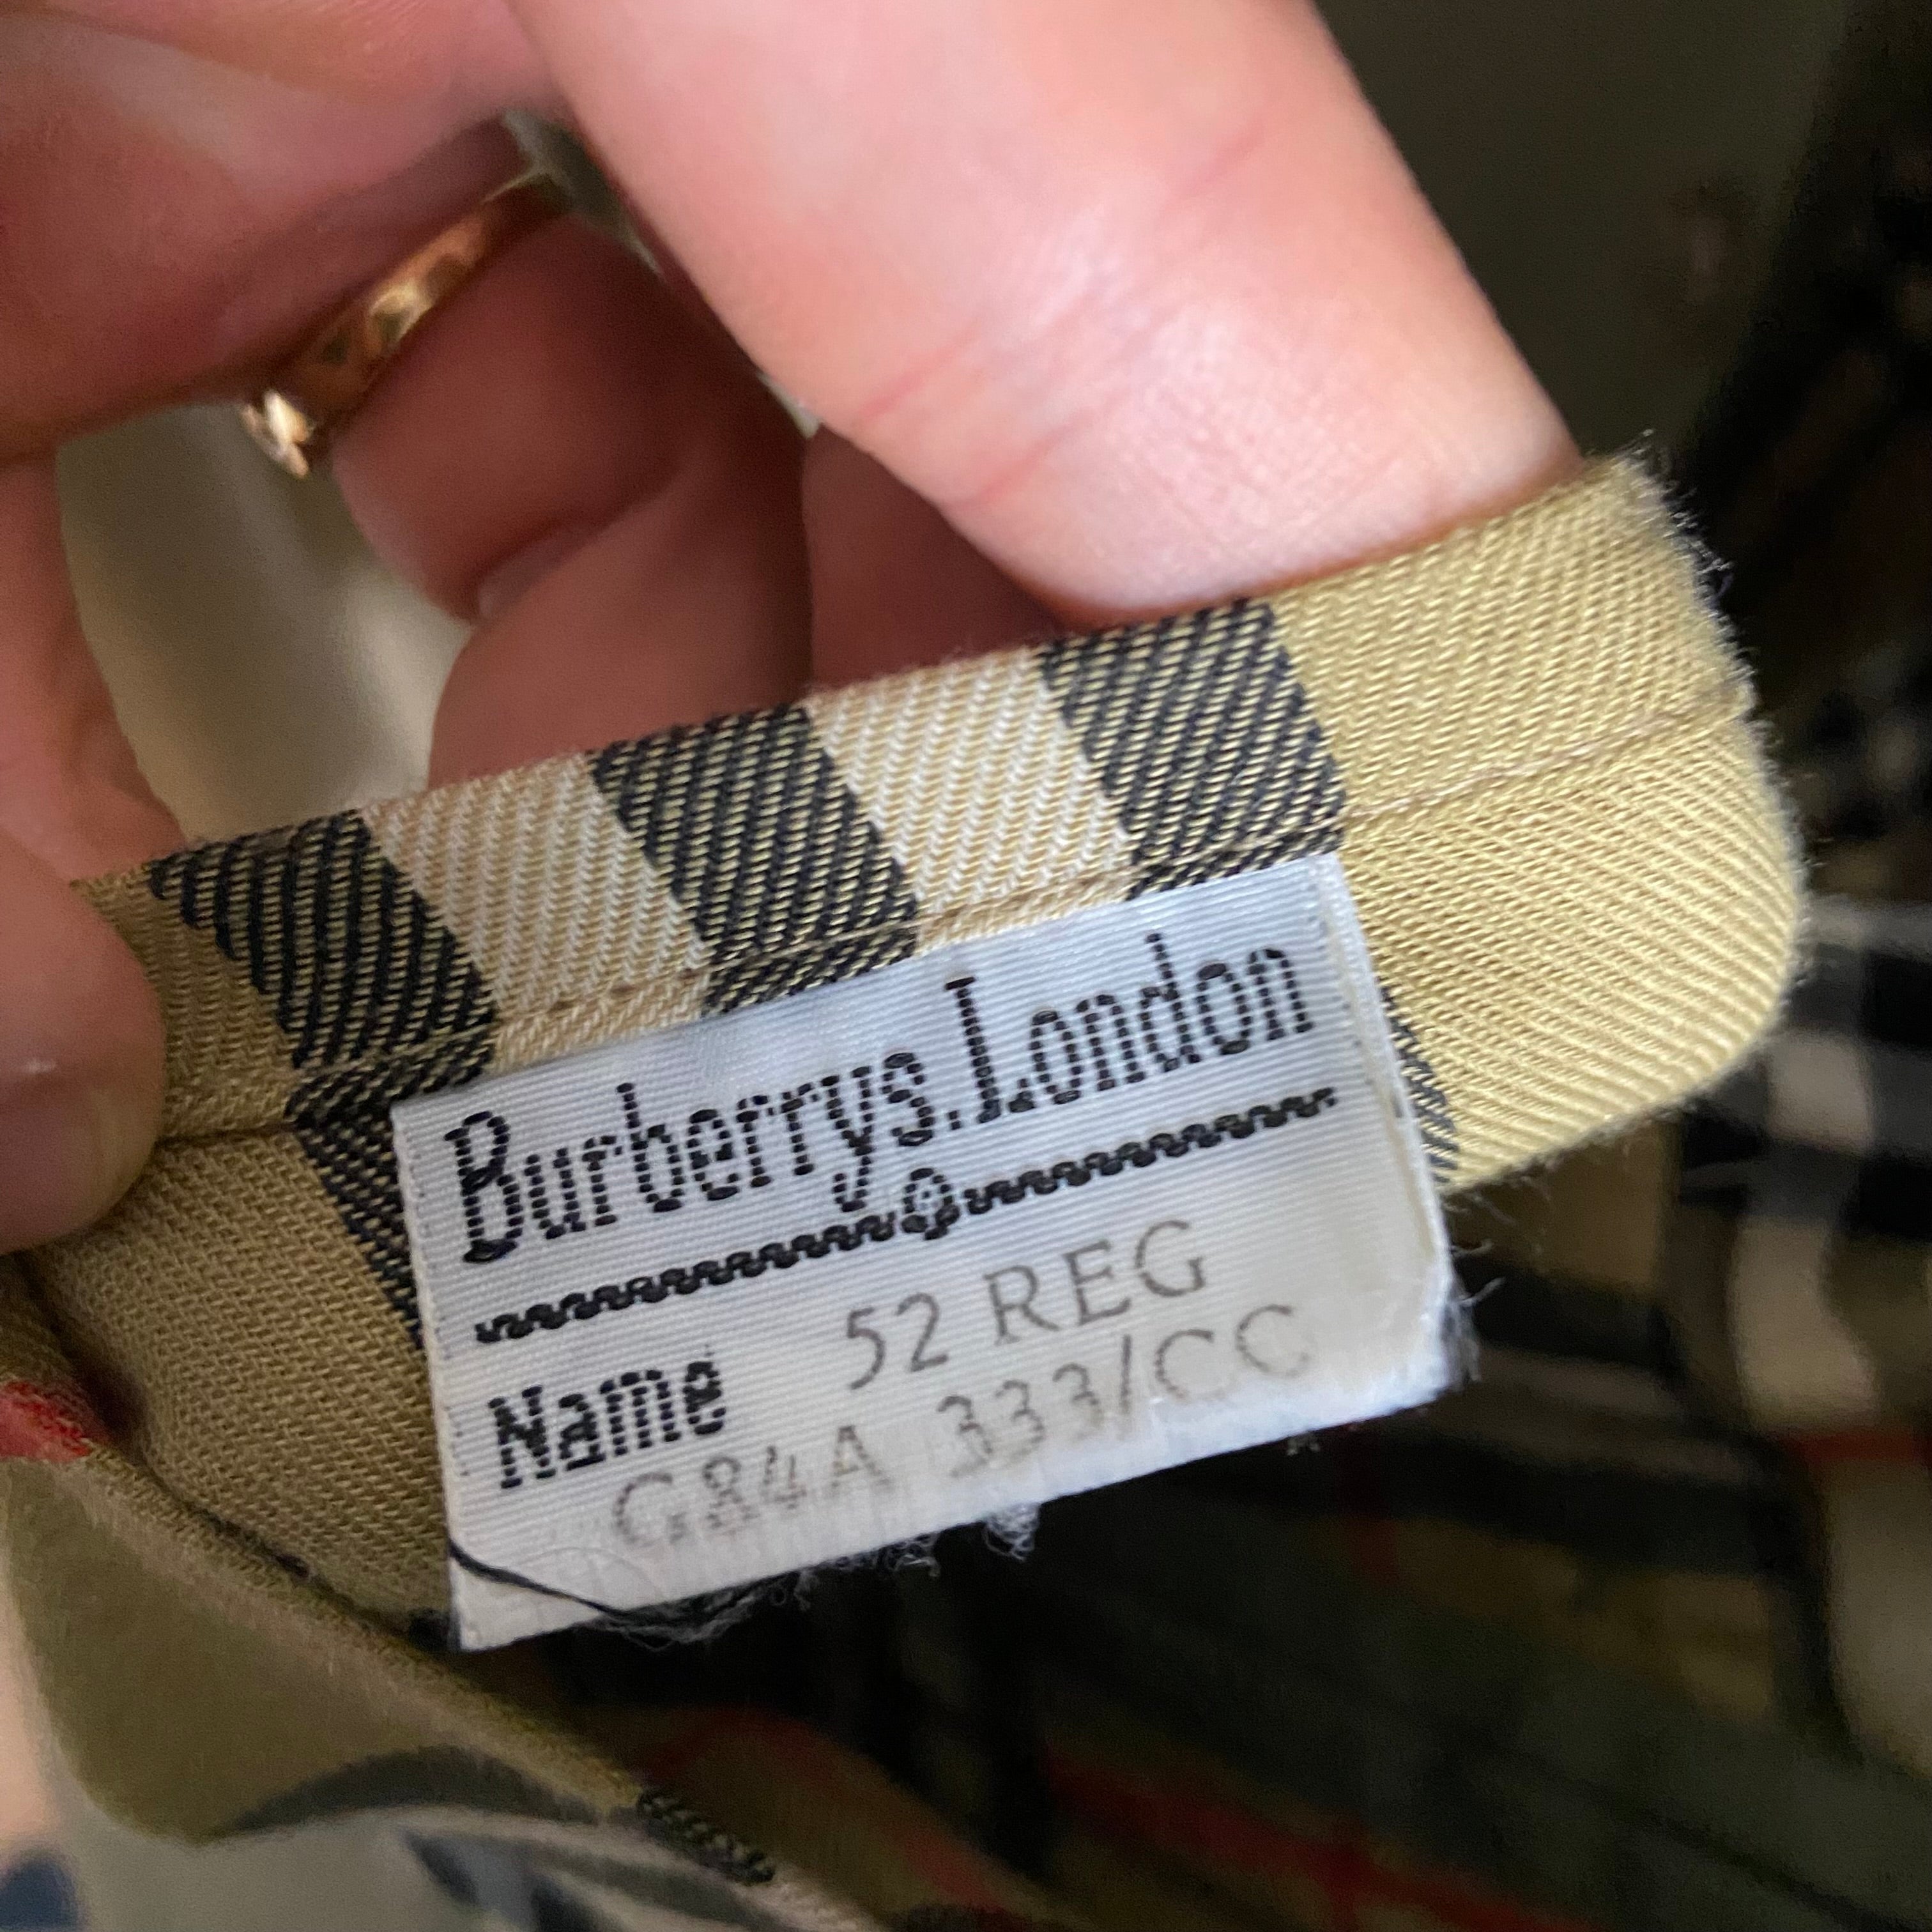 Burberrys.London
52 REG
Name
G84A 333/CC